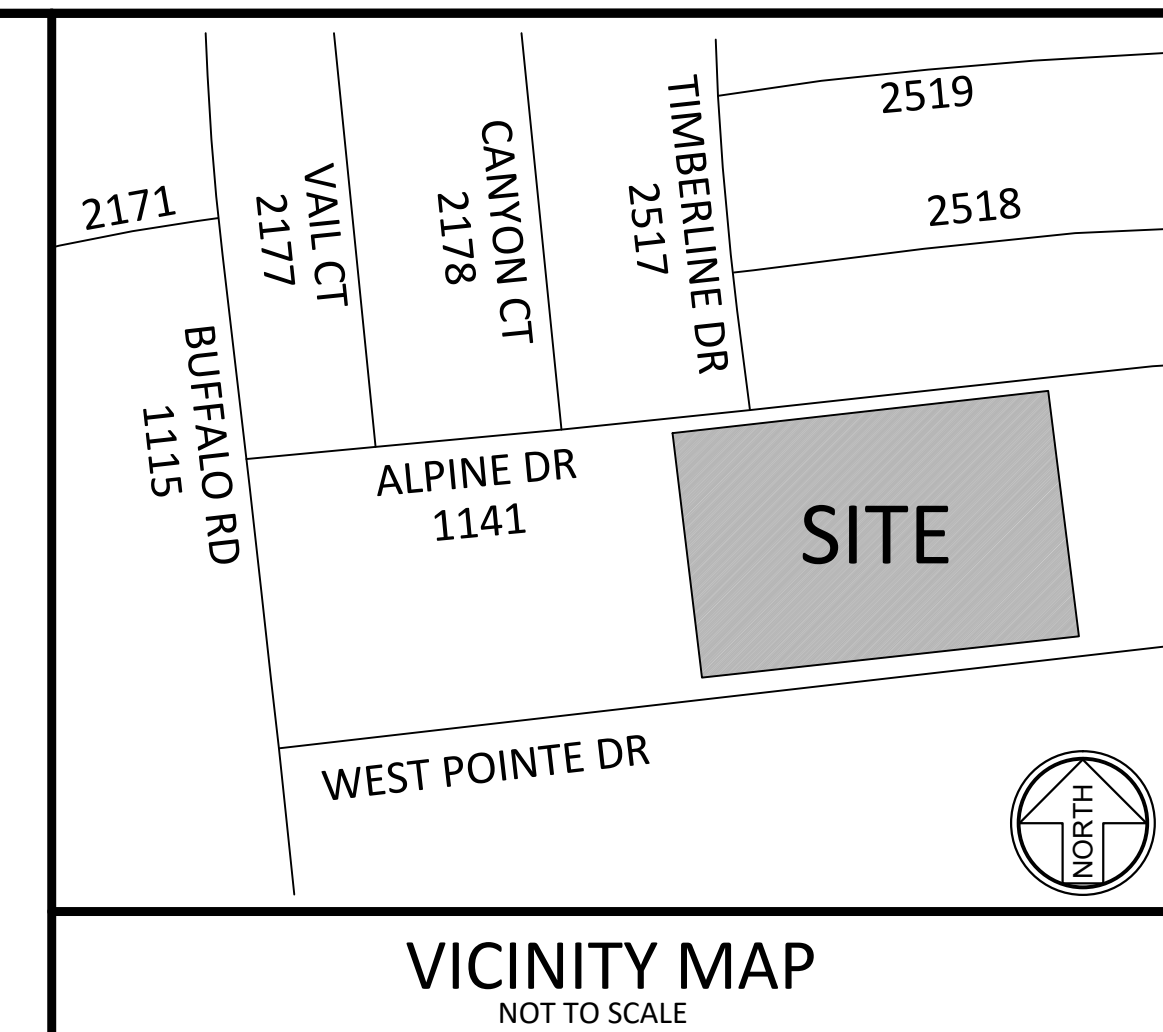 2519
TIMBERLINE DR
2517
CANYON CT
2178
VAIL CT
2177
2171
2518
BUFFALO RD
1115
ALPINE DR
1141
SITE
WEST POINTE DR
NORTH
VICINITY MAP
NOT TO SCALE